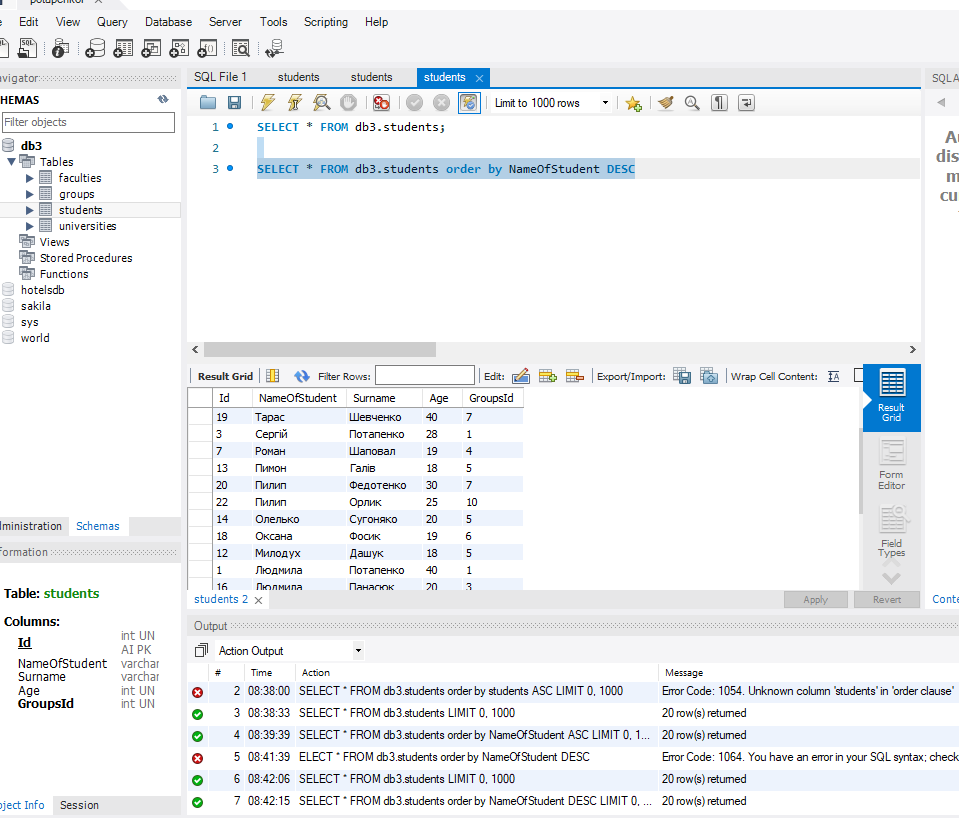 potapenkoi
Edit View Query Database Server Tools Scripting Help
SQL File 1 students students students
SQLA
Limit to 1000 rows
1 SELECT * FROM db3.students;
2
3 SELECT * FROM db3.students order by NameOfStudent DESC
avigator
HEMAS
Filter objects
db3
Tables
faculties
groups
students
universities
Views
Stored Procedures
Functions
hotelsdb
sakila
sys
world
dis
m
cu
dministration Schemas
formation
Table: students
Columns:
Id int UN
AI PK
NameOfStudent varchar
Surname varchar
Age int UN
GroupsId int UN
bject Info Session
Result Grid Filter Rows: Edit: Export/Import: Wrap Cell Content: IA
Id NameOfStudent Surname Age GroupsId
19 Тарас Шевченко 40 7
3 Сергій Потапенко 28 1
7 Роман Шаповал 19 4
13 Пимон Галів 18 5
20 Пилип Федотенко 30 7
22 Пилип Орлик 25 10
14 Олелько Сугоняко 20 5
18 Оксана Фосик 19 6
12 Милодух Дашук 18 5
1 Людмила Потапенко 40 1
16 Людмила Панасюк 20 3
Result
Grid
Form
Editor
Field
Types
students 2 Apply Revert Conte
Output
Action Output
# Time Action Message
2 08:38:00 SELECT * FROM db3.students order by students ASC LIMIT 0, 1000 Error Code: 1054. Unknown column 'students' in 'order clause'
3 08:38:33 SELECT * FROM db3.students LIMIT 0, 1000 20 row(s) returned
4 08:39:39 SELECT * FROM db3.students order by NameOfStudent ASC LIMIT 0, 1... 20 row(s) returned
5 08:41:39 ELECT * FROM db3.students order by NameOfStudent DESC Error Code: 1064. You have an error in your SQL syntax; check
6 08:42:06 SELECT * FROM db3.students LIMIT 0, 1000 20 row(s) returned
7 08:42:15 SELECT * FROM db3.students order by NameOfStudent DESC LIMIT 0, ... 20 row(s) returned